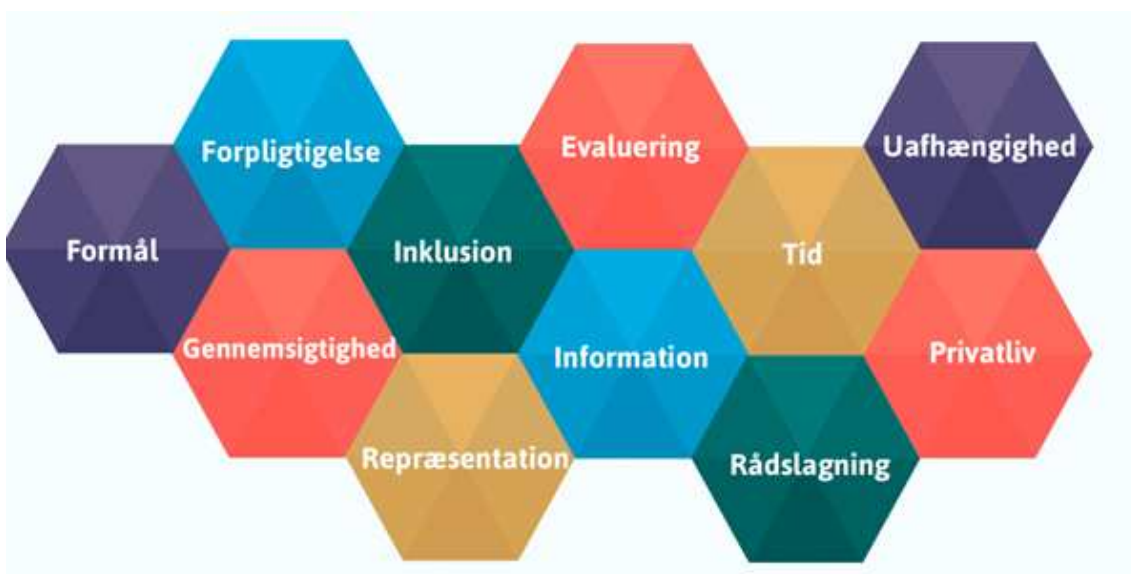 Formål
Forpligtigelse
Gennemsigtighed
Inklusion
Repræsentation
Evaluering
Information
Tid
Rådslagning
Uafhængighed
Privatliv